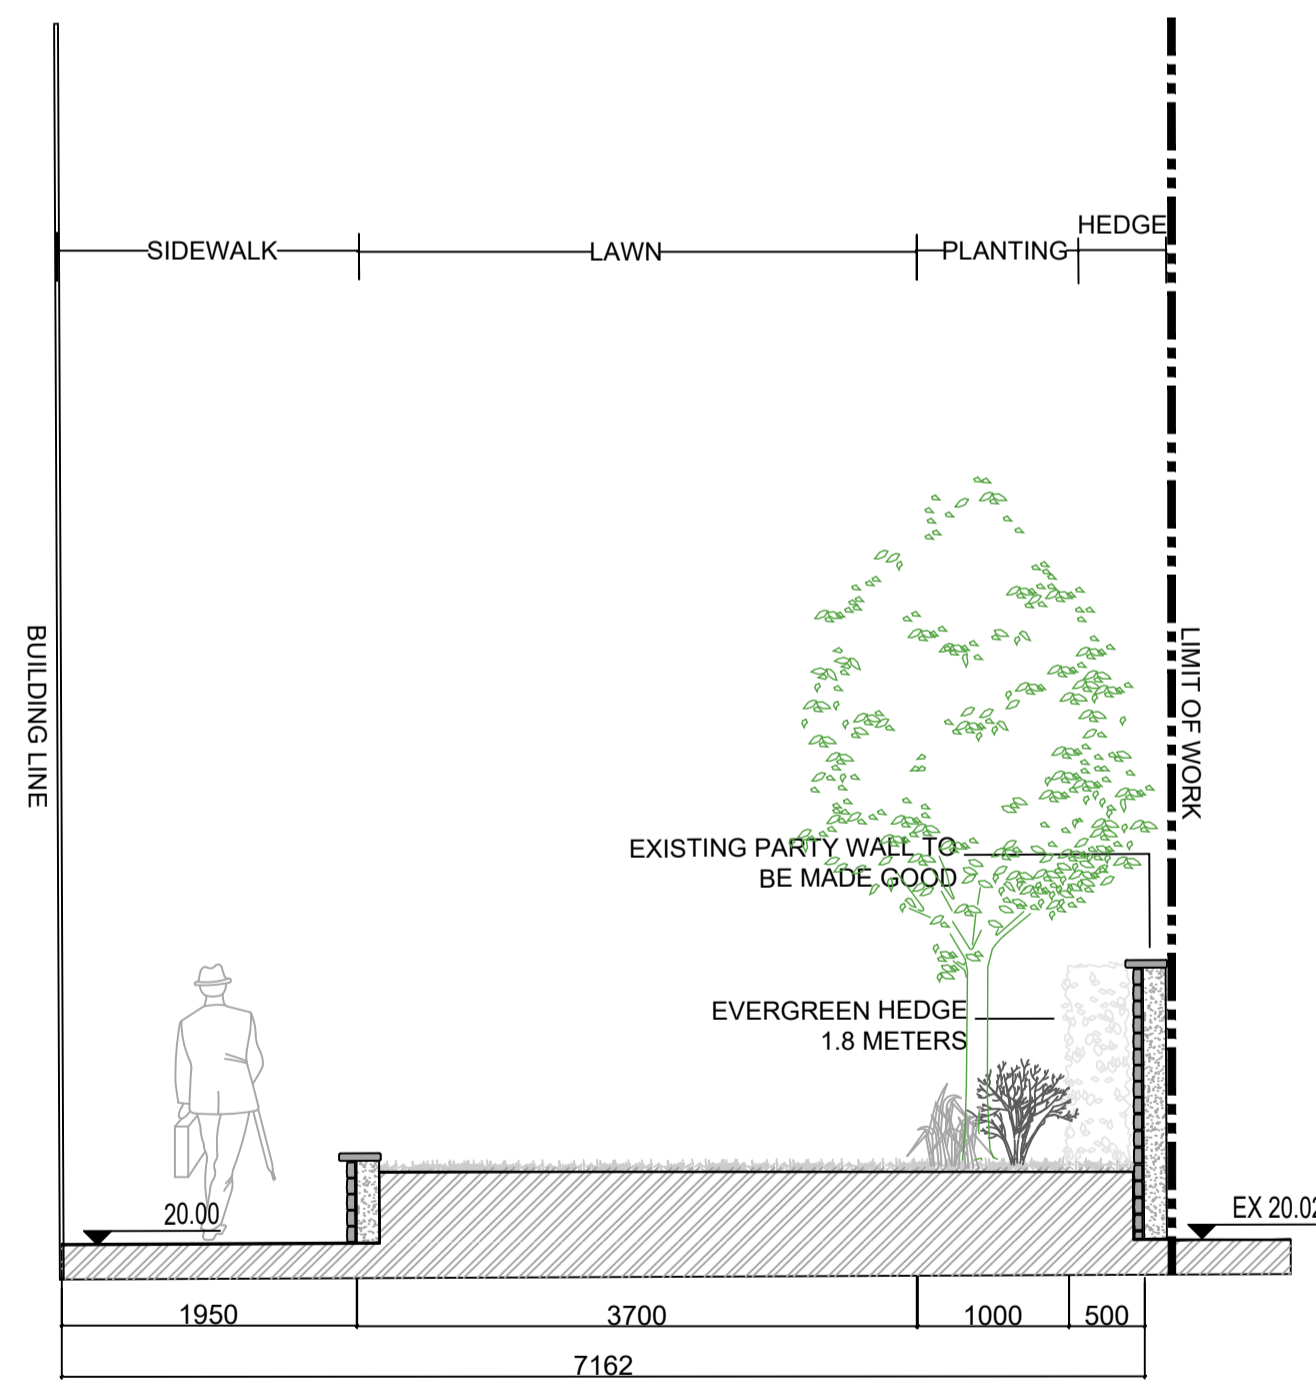 HEDGE
SIDEWALK
LAWN
PLANTING
BUILDING LINE
LIMIT OF WORK
EXISTING PARTY WALL TO
BE MADE GOOD
EVERGREEN HEDGE
1.8 METERS
20.00
EX 20.02
1950
3700
1000
500
7162